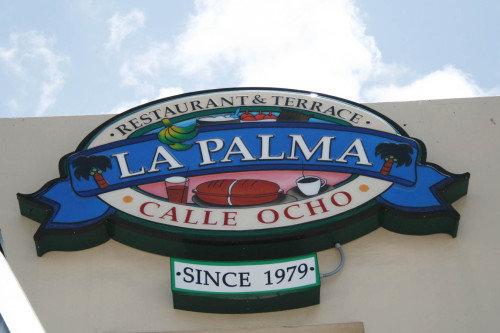 ·RESTAURANT & TERRACE·
LA PALMA
·CALLE OCHO·
·SINCE 1979·